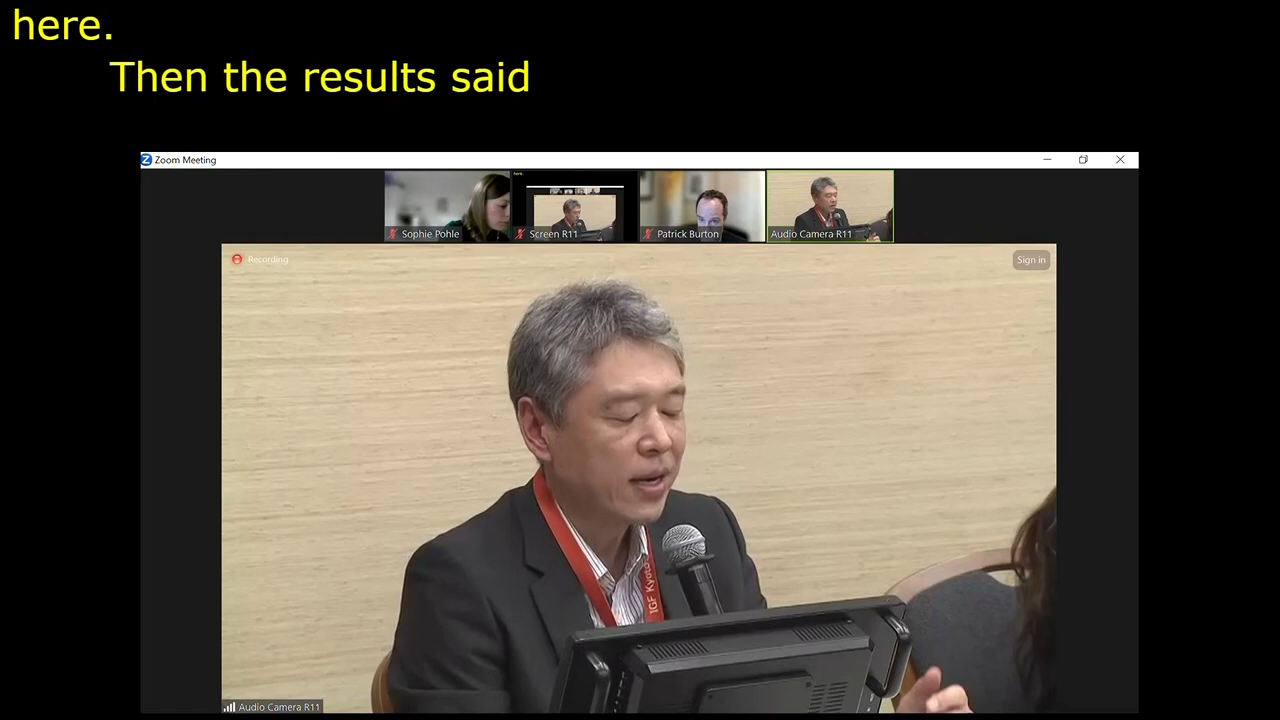 here.
Then the results said
Zoom Meeting
Sophie Pohle
Screen R11
Patrick Burton
Audio Camera R11
Recording
Sign in
IGF Kyoto
Audio Camera R11